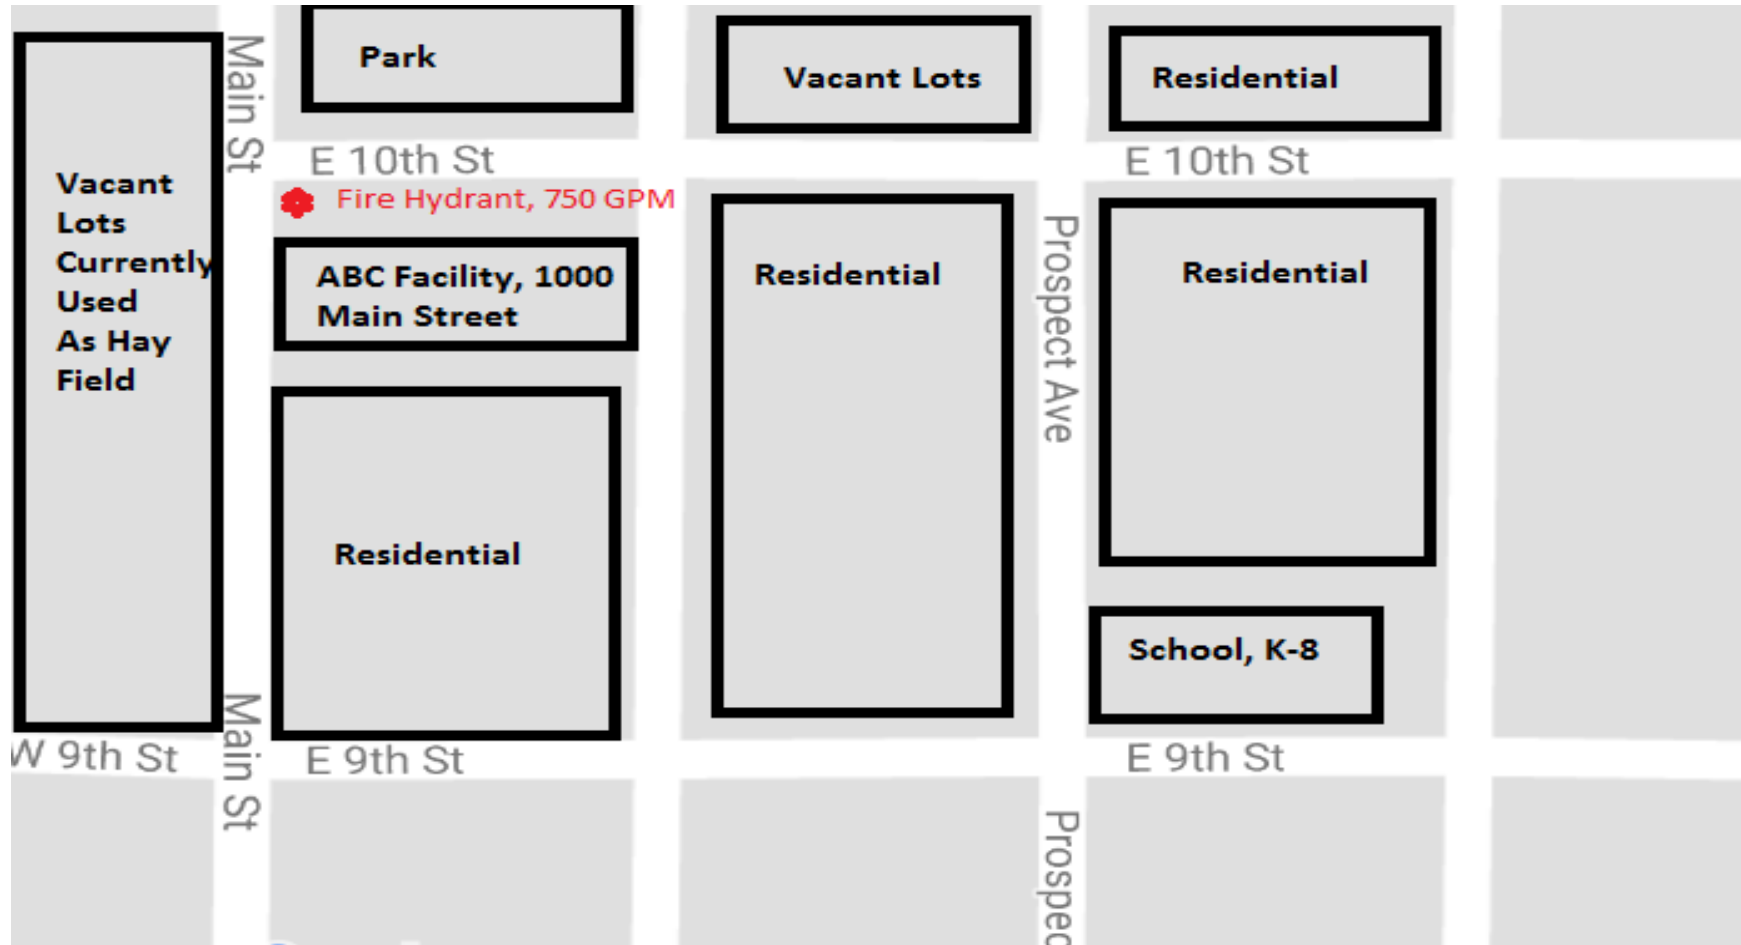 Park
Vacant Lots
Residential
Main St
E 10th St
E 10th St
Vacant
Lots
Currently
Used
As Hay
Field
Fire Hydrant, 750 GPM
ABC Facility, 1000
Main Street
Residential
Residential
Prospect Ave
Residential
School, K-8
Main St
W 9th St
E 9th St
E 9th St
Prospec